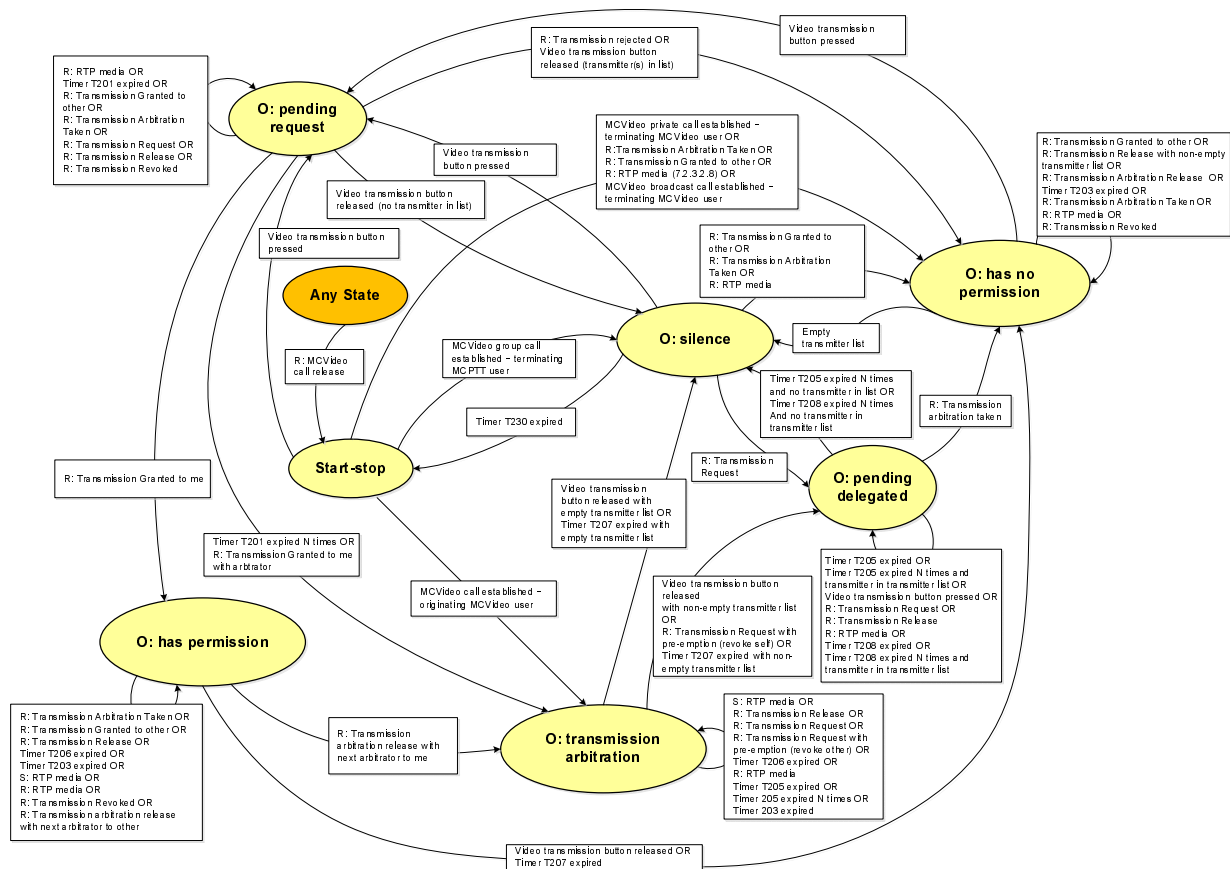 Video transmission
button pressed
R: Transmission rejected OR
Video transmission button
released (transmitter(s) in list)
R: RTP media OR
Timer T201 expired OR
R: Transmission Granted to
other OR
R: Transmission Arbitration
Taken OR
R: Transmission Request OR
R: Transmission Release OR
R: Transmission Revoked
O: pending
request
MCVideo private call established –
terminating MCVideo user OR
R:Transmission Arbitration Taken OR
R: Transmission Granted to other OR
R: RTP media (7.2.3.2.8) OR
MCVideo broadcast call established –
terminating MCVideo user
R: Transmission Granted to other OR
R: Transmission Release with non-empty
transmitter list OR
R: Transmission Arbitration Release OR
Timer T203 expired OR
R: Transmission Arbitration Taken OR
R: RTP media OR
R: Transmission Revoked
Video transmission
button pressed
Video transmission button
released (no transmitter in list)
Video transmission button
pressed
R: Transmission Granted to
other OR
R: Transmission Arbitration
Taken OR
R: RTP media
O: has no
permission
Any State
O: silence
Empty
transmitter list
MCVideo group call
established – terminating
MCPTT user
R: MCVideo
call release
Timer T205 expired N times
and no transmitter in list OR
Timer T208 expired N times
And no transmitter in
transmitter list
R: Transmission
arbitration taken
Timer T230 expired
Start-stop
R: Transmission
Request
O: pending
delegated
R: Transmission Granted to me
Video transmission
button released with
empty transmitter list OR
Timer T207 expired with
empty transmitter list
Timer T201 expired N times OR
R: Transmission Granted to me
with arbtrator
MCVideo call established –
originating MCVideo user
Video transmission button
released
with non-empty transmitter list
OR
R: Transmission Request with
pre-emption (revoke self) OR
Timer T207 expired with non-
empty transmitter list
Timer T205 expired OR
Timer T205 expired N times and
transmitter in transmitter list OR
Video transmission button pressed OR
R: Transmission Request OR
R: Transmission Release
R: RTP media OR
Timer T208 expired OR
Timer T208 expired N times and
transmitter in transmitter list
O: has permission
R: Transmission Arbitration Taken OR
R: Transmission Granted to other OR
R: Transmission Release OR
Timer T206 expired OR
Timer T203 expired OR
S: RTP media OR
R: RTP media OR
R: Transmission Revoked OR
R: Transmission arbitration release
with next arbitrator to other
R: Transmission
arbitration release with
next arbitrator to me
O: transmission
arbitration
S: RTP media OR
R: Transmission Release OR
R: Transmission Request OR
R: Transmission Request with
pre-emption (revoke other) OR
Timer T206 expired OR
R: RTP media
Timer T205 expired OR
Timer 205 expired N times OR
Timer 203 expired
Video transmission button released OR
Timer T207 expired